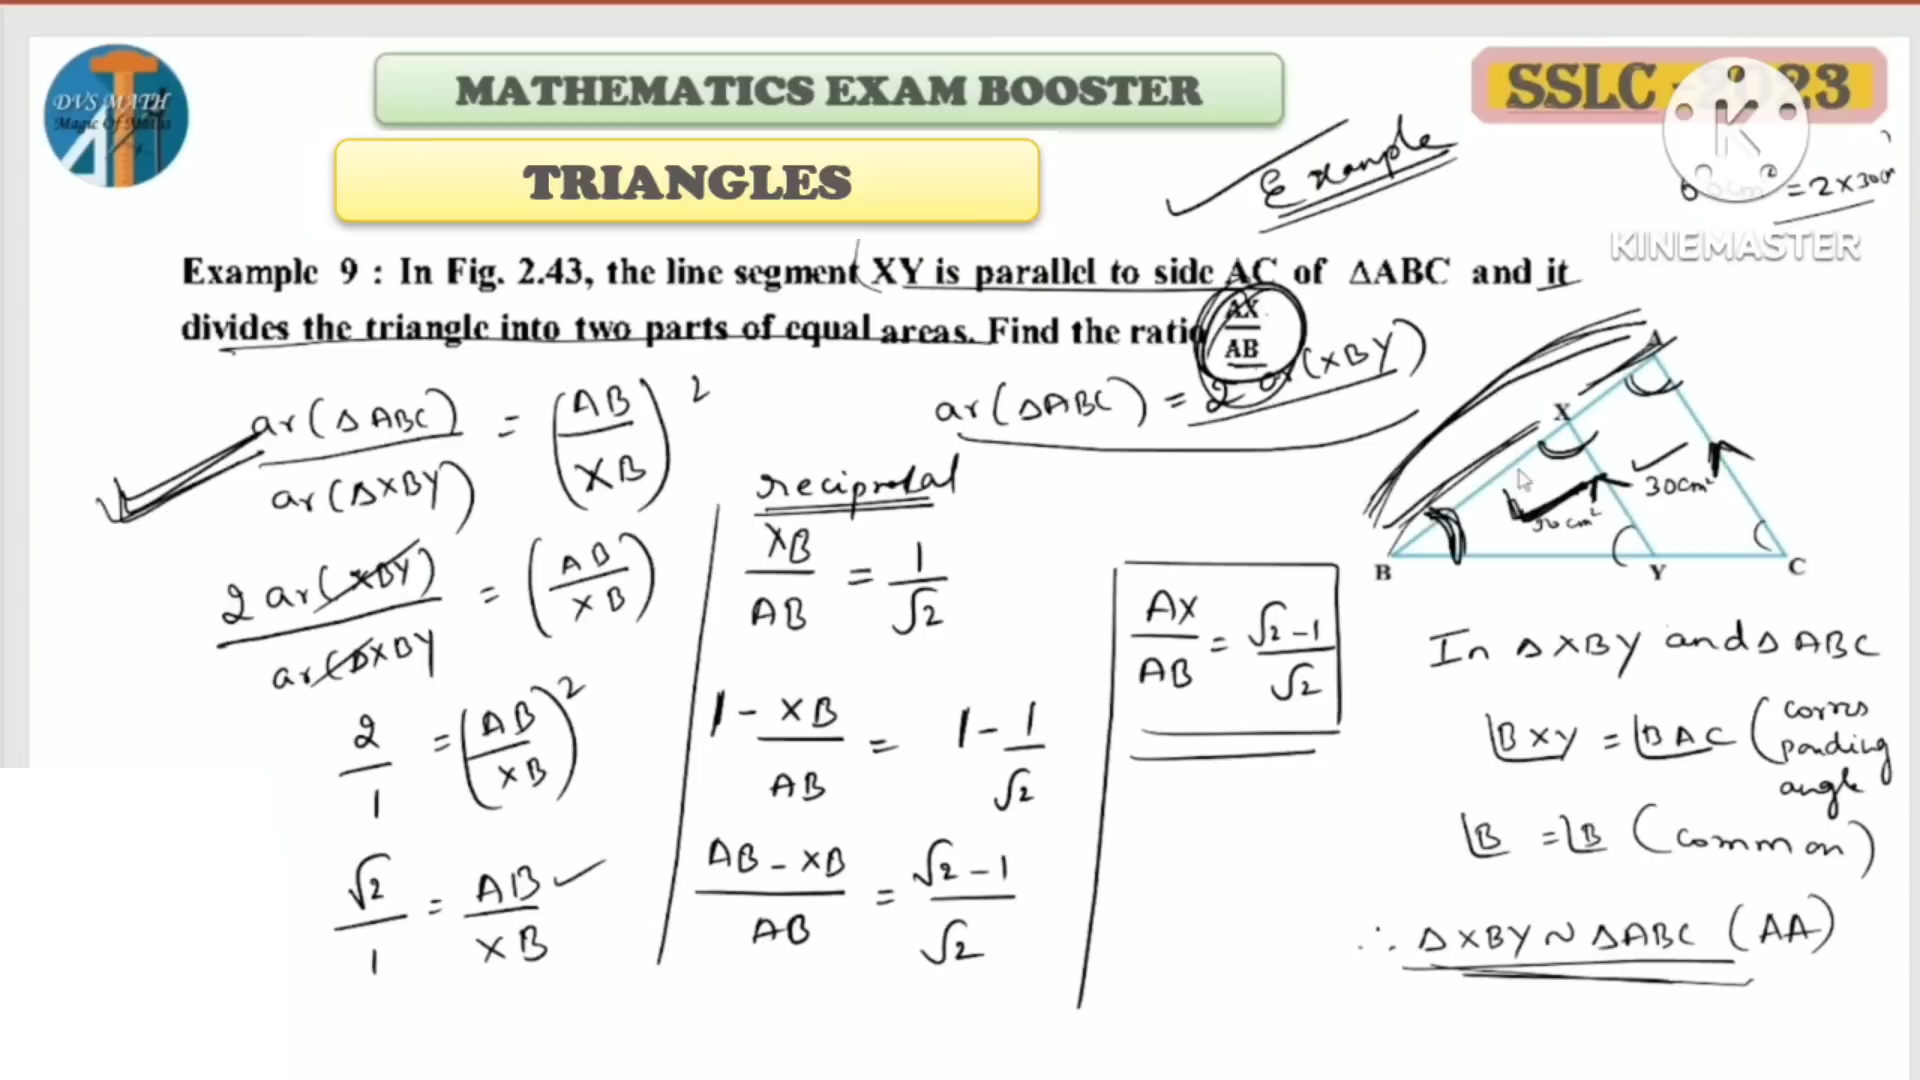 DVS MATH
Magic Of Maths
MATHEMATICS EXAM BOOSTER
SSLC - 2023
K
KINEMASTER
TRIANGLES
Example
= 2 x 30cm
Example 9 : In Fig. 2.43, the line segment XY is parallel to side AC of ΔABC and it
divides the triangle into two parts of equal areas. Find the ratio AX/AB
ar(ΔABC) = 2 ar(XBY)
ar(ΔABC)/ar(ΔXBY) = (AB/XB)²
2 ar(XBY)/ar(ΔXBY) = (AB/XB)
2/1 = (AB/XB)²
√2/1 = AB/XB
reciprocal
XB/AB = 1/√2
1 - XB/AB = 1 - 1/√2
AB - XB/AB = √2 - 1/√2
AX/AB = √2 - 1/√2
A
X
30cm²
B
Y
C
In ΔXBY and ΔABC
∠BXY = ∠BAC (corresponding angle
∠B = ∠B (common)
∴ ΔXBY ~ ΔABC (AA)